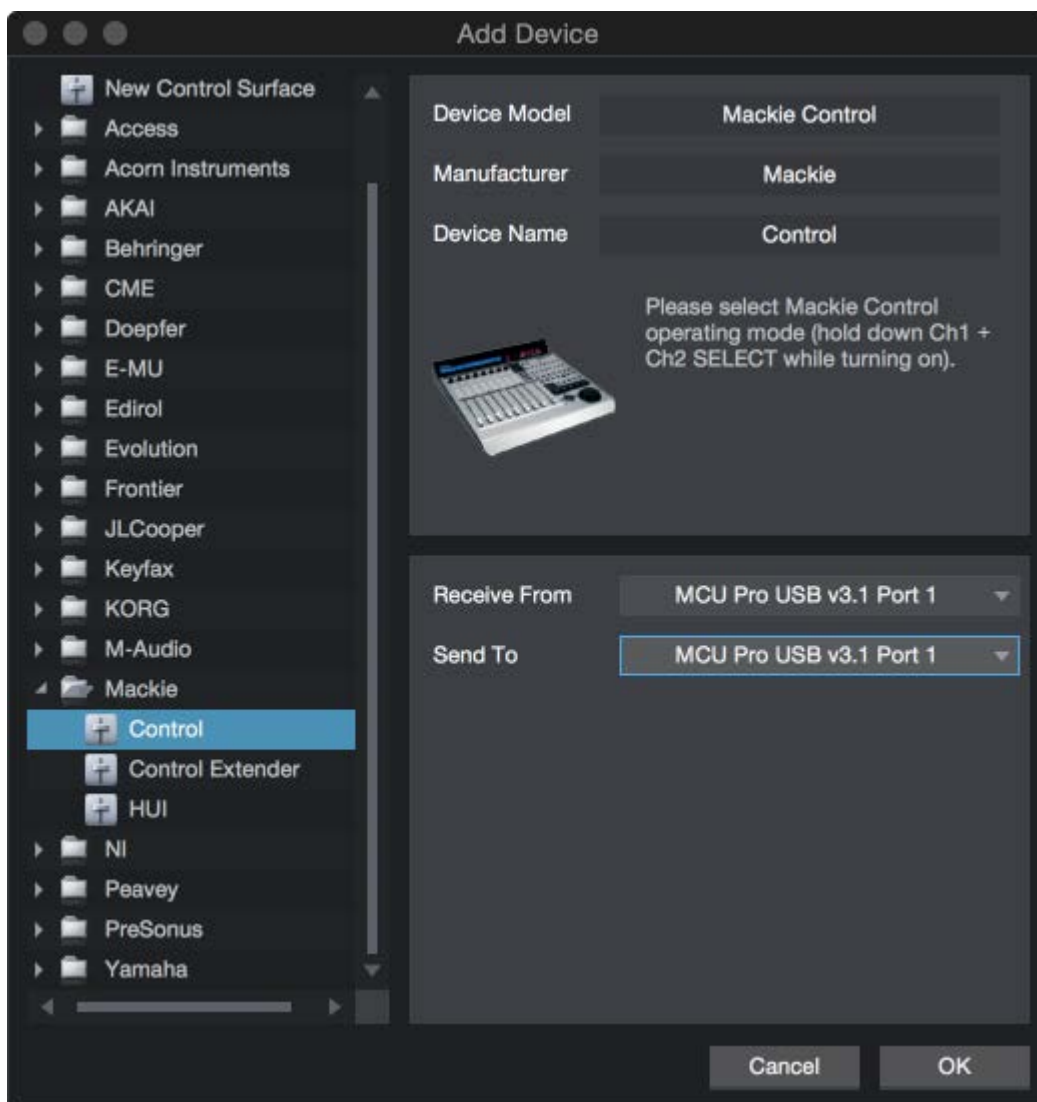 Add Device
New Control Surface
Access
Acorn Instruments
AKAI
Behringer
CME
Doepfer
E-MU
Edirol
Evolution
Frontier
JLCooper
Keyfax
KORG
M-Audio
Mackie
Control
Control Extender
HUI
NI
Peavey
PreSonus
Yamaha
Device Model
Mackie Control
Manufacturer
Mackie
Device Name
Control
Please select Mackie Control
operating mode (hold down Ch1 +
Ch2 SELECT while turning on).
Receive From
MCU Pro USB v3.1 Port 1
Send To
MCU Pro USB v3.1 Port 1
Cancel
OK